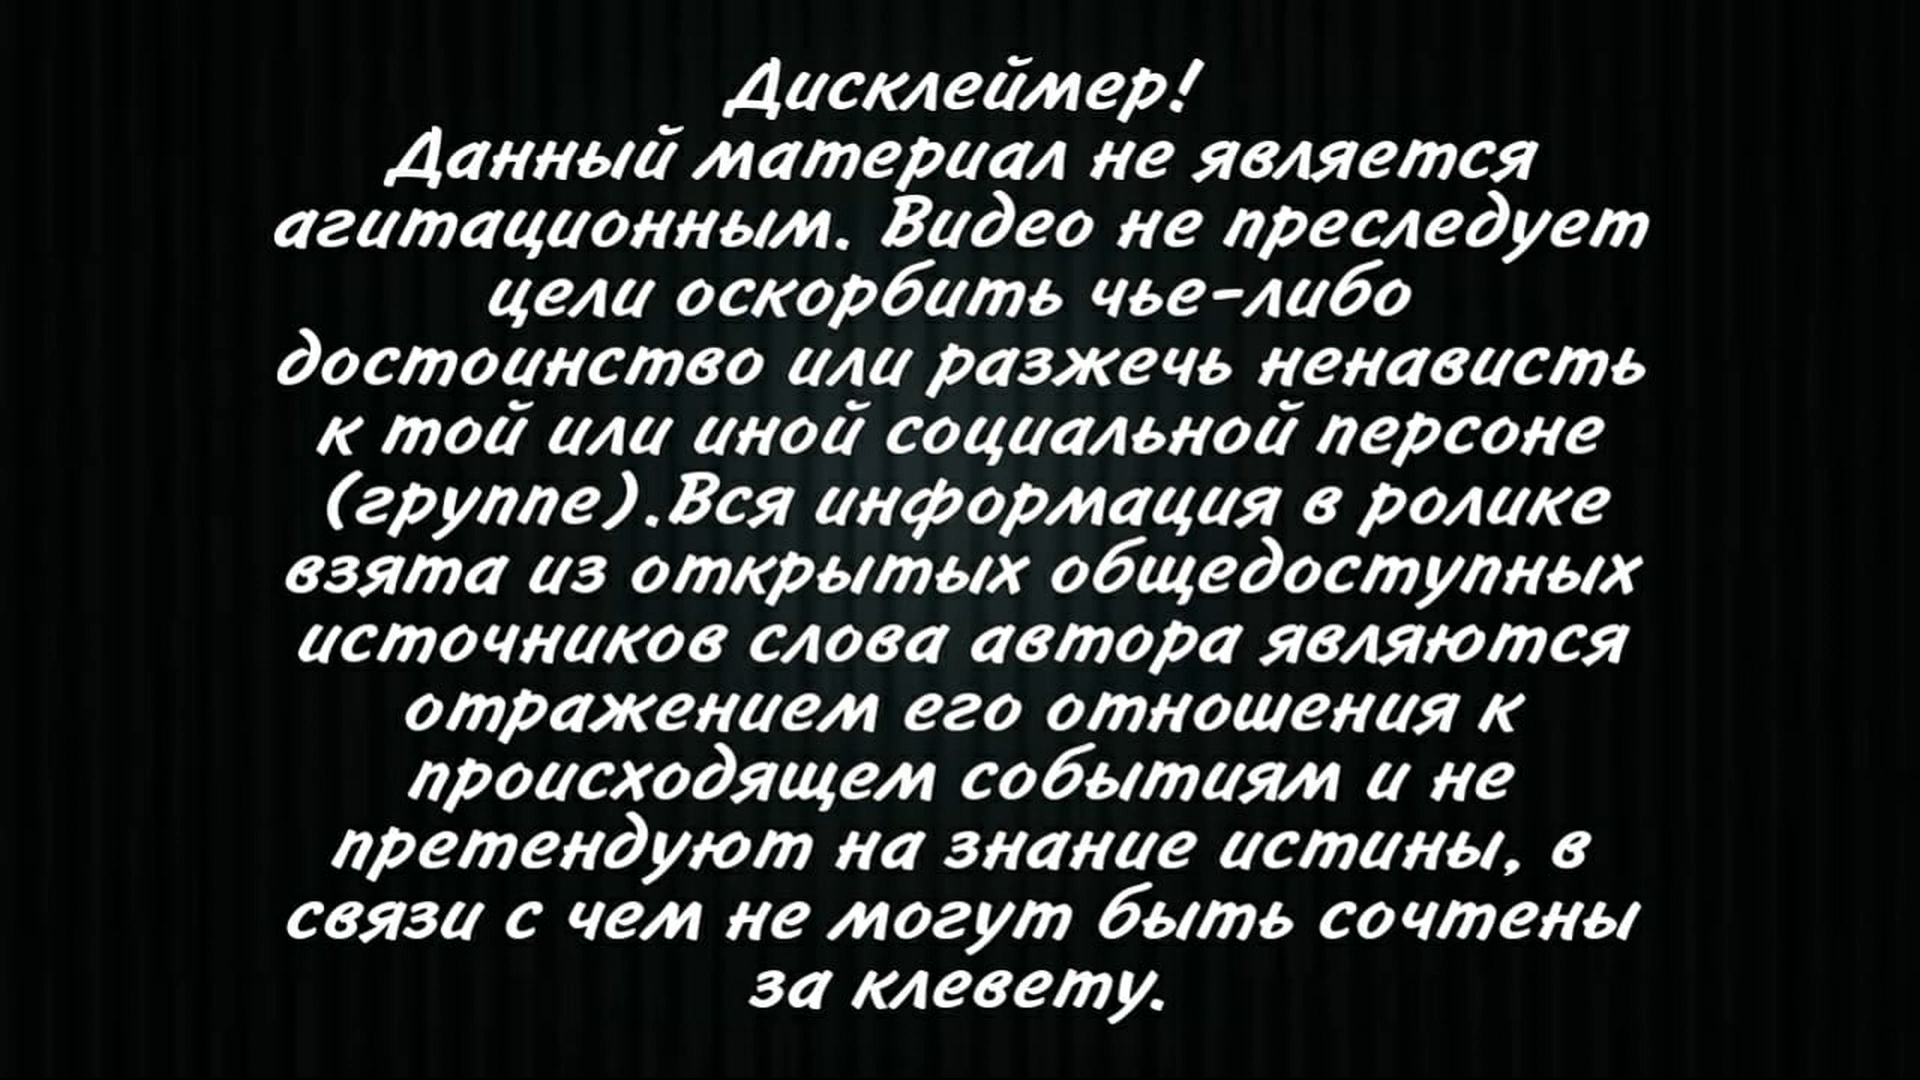 Дисклеймер!
Данный материал не является
агитационным. Видео не преследует
цели оскорбить чье-либо
достоинство или разжечь ненависть
к той или иной социальной персоне
(группе).Вся информация в ролике
взята из открытых общедоступных
источников слова автора являются
отражением его отношения к
происходящем событиям и не
претендуют на знание истины, в
связи с чем не могут быть сочтены
за клевету.